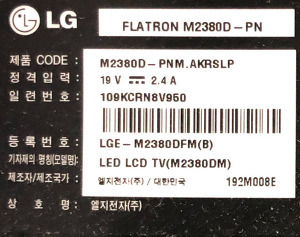 LG FLATRON M2380D-PN
제품 CODE : M2380D-PNM.AKRSLP
정격입력 : 19 V ⎓ 2.4 A
일련번호 : 109KCRN8V950
등록번호 : LGE-M2380DFM(B)
기자재의 명칭(모델명) : LED LCD TV(M2380DM)
제조자/제조국가 : 엘지전자(주) / 대한민국 192M008E
상호 : 엘지전자(주)